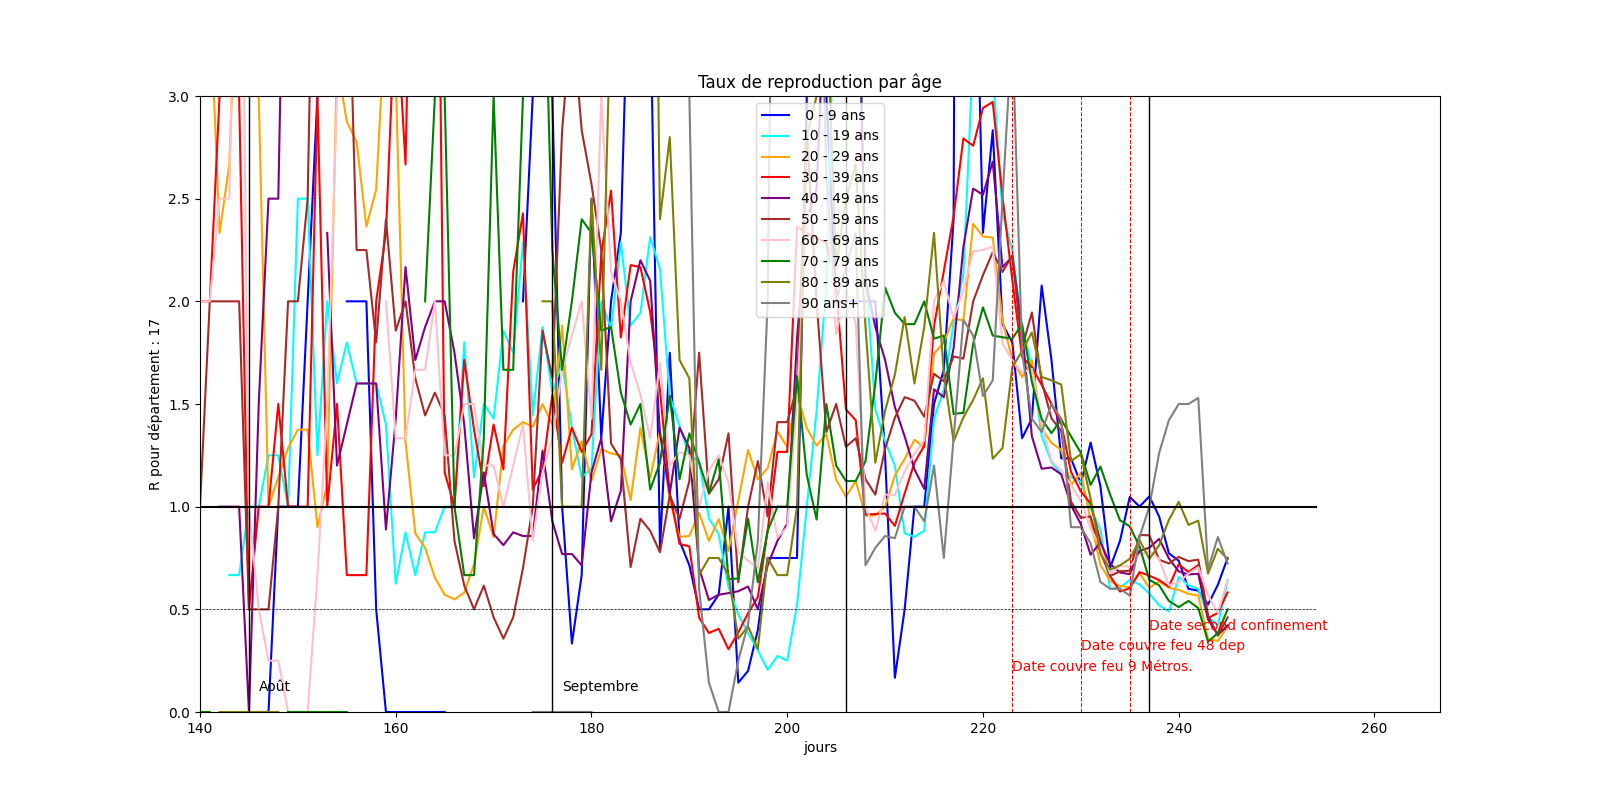 Taux de reproduction par âge
R pour département : 17
3.0
2.5
2.0
1.5
1.0
0.5
0.0
0 - 9 ans
10 - 19 ans
20 - 29 ans
30 - 39 ans
40 - 49 ans
50 - 59 ans
60 - 69 ans
70 - 79 ans
80 - 89 ans
90 ans+
Date second confinement
Date couvre feu 48 dep
Date couvre feu 9 Métros.
Août
Septembre
140
160
180
200
220
240
260
jours